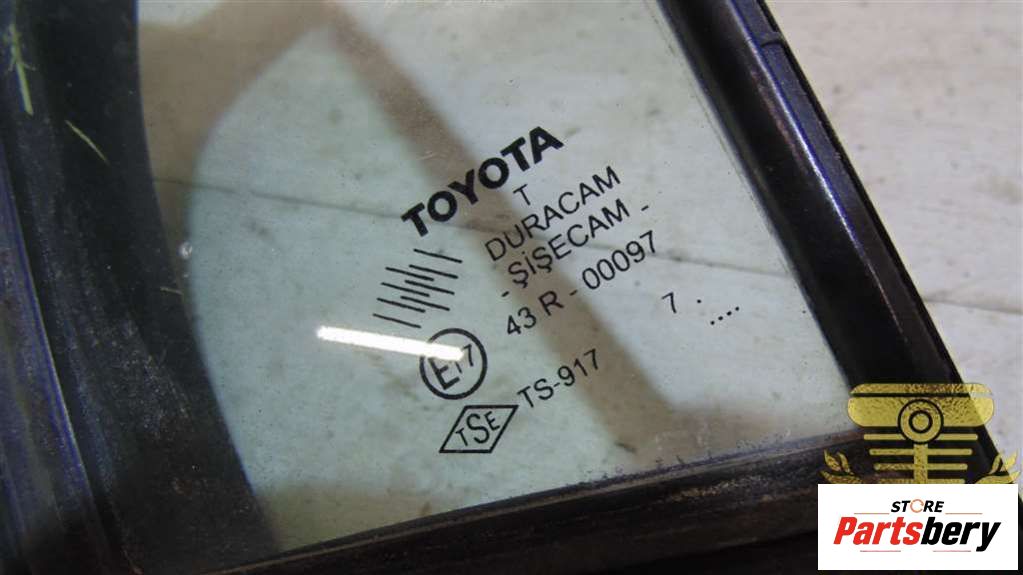 TOYOTA
T
DURACAM
- ŞİŞECAM -
43 R - 00097
E17
7 . ....
TS-917
TSE
STORE
Partsbery